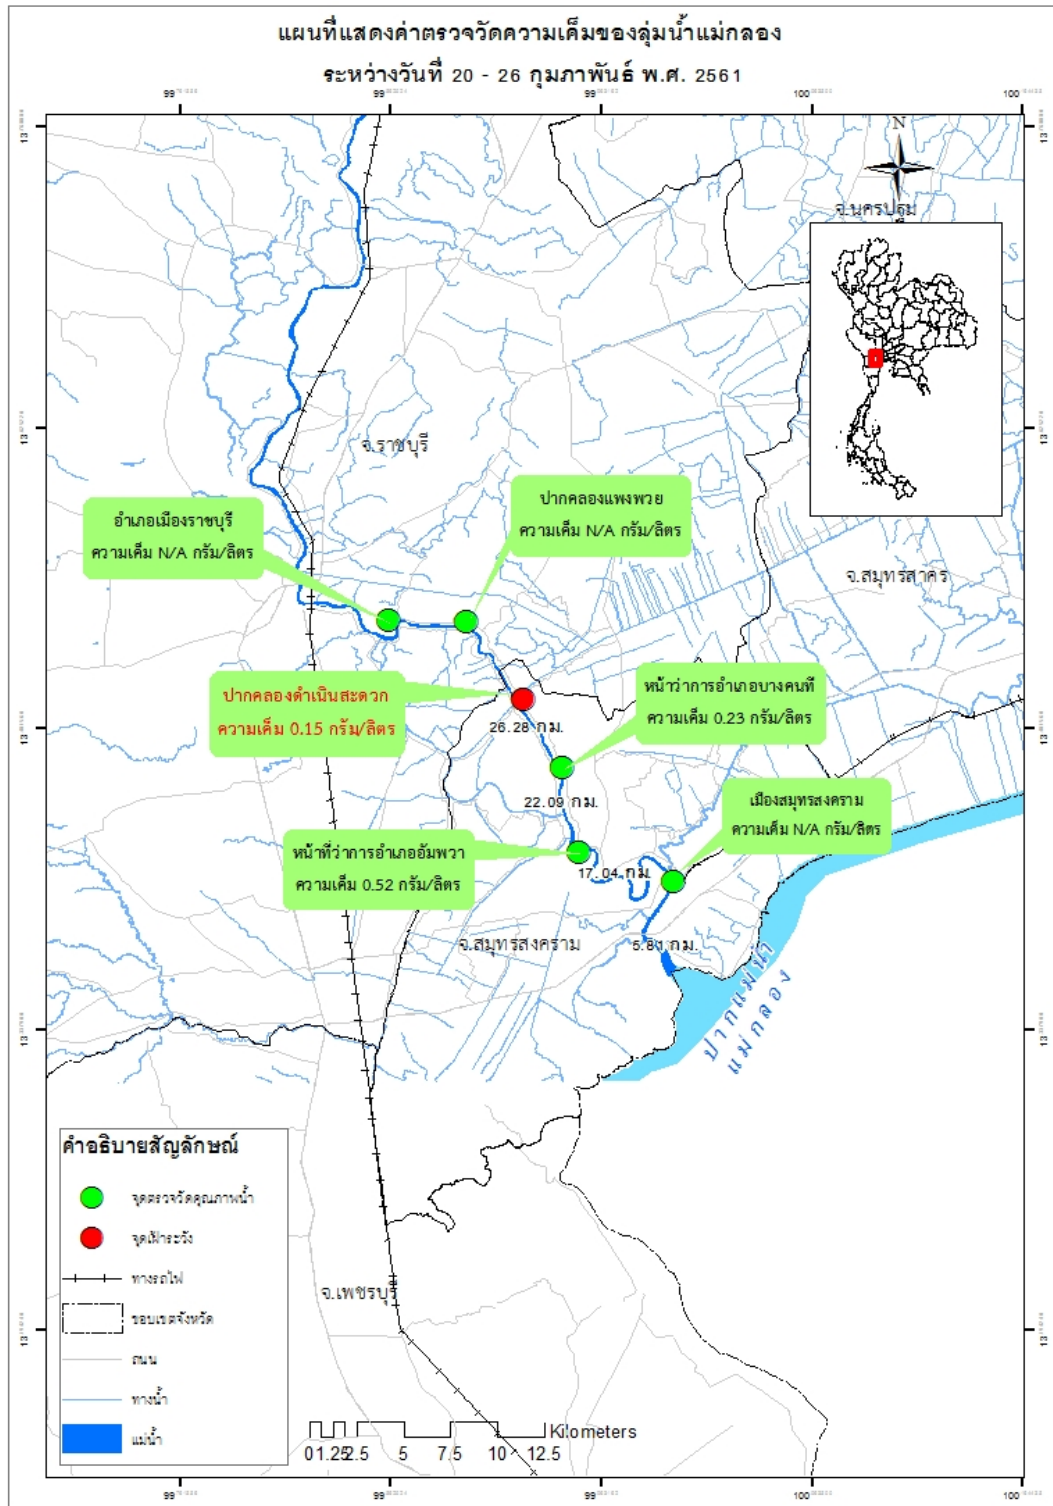 แผนที่แสดงค่าตรวจวัดความเค็มของลุ่มน้ำแม่กลอง
ระหว่างวันที่ 20 - 26 กุมภาพันธ์ พ.ศ. 2561
N
จ.นครปฐม
จ.ราชบุรี
ปากคลองแพงพวย
ความเค็ม N/A กรัม/ลิตร
อำเภอเมืองราชบุรี
ความเค็ม N/A กรัม/ลิตร
จ.สมุทรสาคร
ปากคลองดำเนินสะดวก
ความเค็ม 0.15 กรัม/ลิตร
หน้าว่าการอำเภอบางคนที
ความเค็ม 0.23 กรัม/ลิตร
26.28 กม.
22.09 กม.
เมืองสมุทรสงคราม
ความเค็ม N/A กรัม/ลิตร
หน้าที่ว่าการอำเภออัมพวา
ความเค็ม 0.52 กรัม/ลิตร
17.04 กม.
จ.สมุทรสงคราม
5.81 กม.
ปากแม่น้ำ
แม่กลอง
คำอธิบายสัญลักษณ์
จุดตรวจวัดคุณภาพน้ำ
จุดเฝ้าระวัง
ทางรถไฟ
ขอบเขตจังหวัด
ถนน
ทางน้ำ
แม่น้ำ
จ.เพชรบุรี
Kilometers
0 1.25 2.5 5 7.5 10 12.5